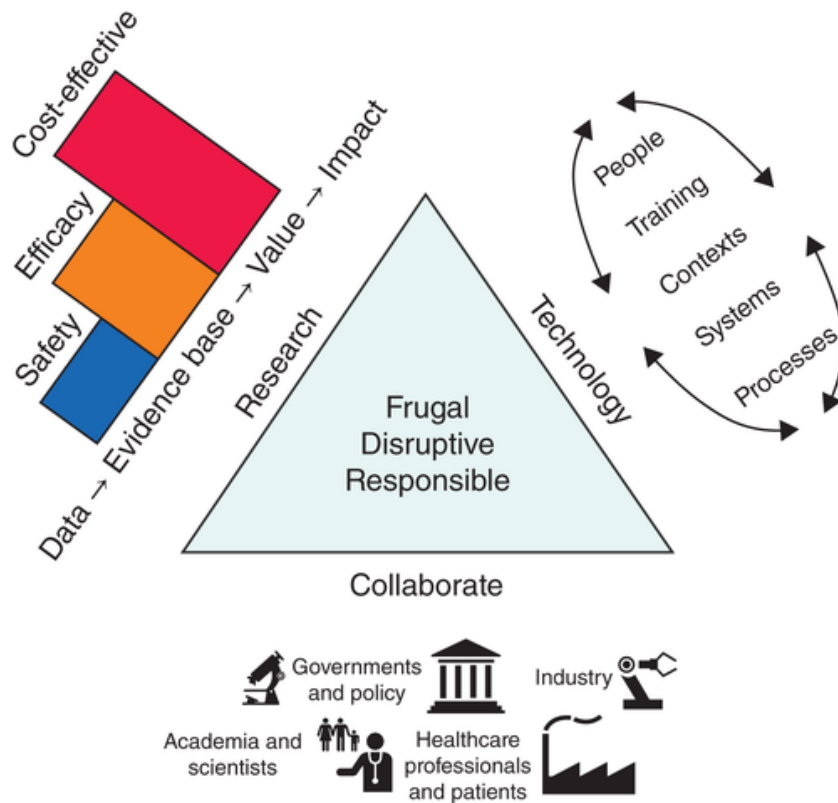 Cost-effective
Efficacy
Safety
Data → Evidence base → Value → Impact
Research
Technology
People
Training
Contexts
Systems
Processes
Frugal
Disruptive
Responsible
Collaborate
Governments
and policy
Industry
Academia and
scientists
Healthcare
professionals
and patients